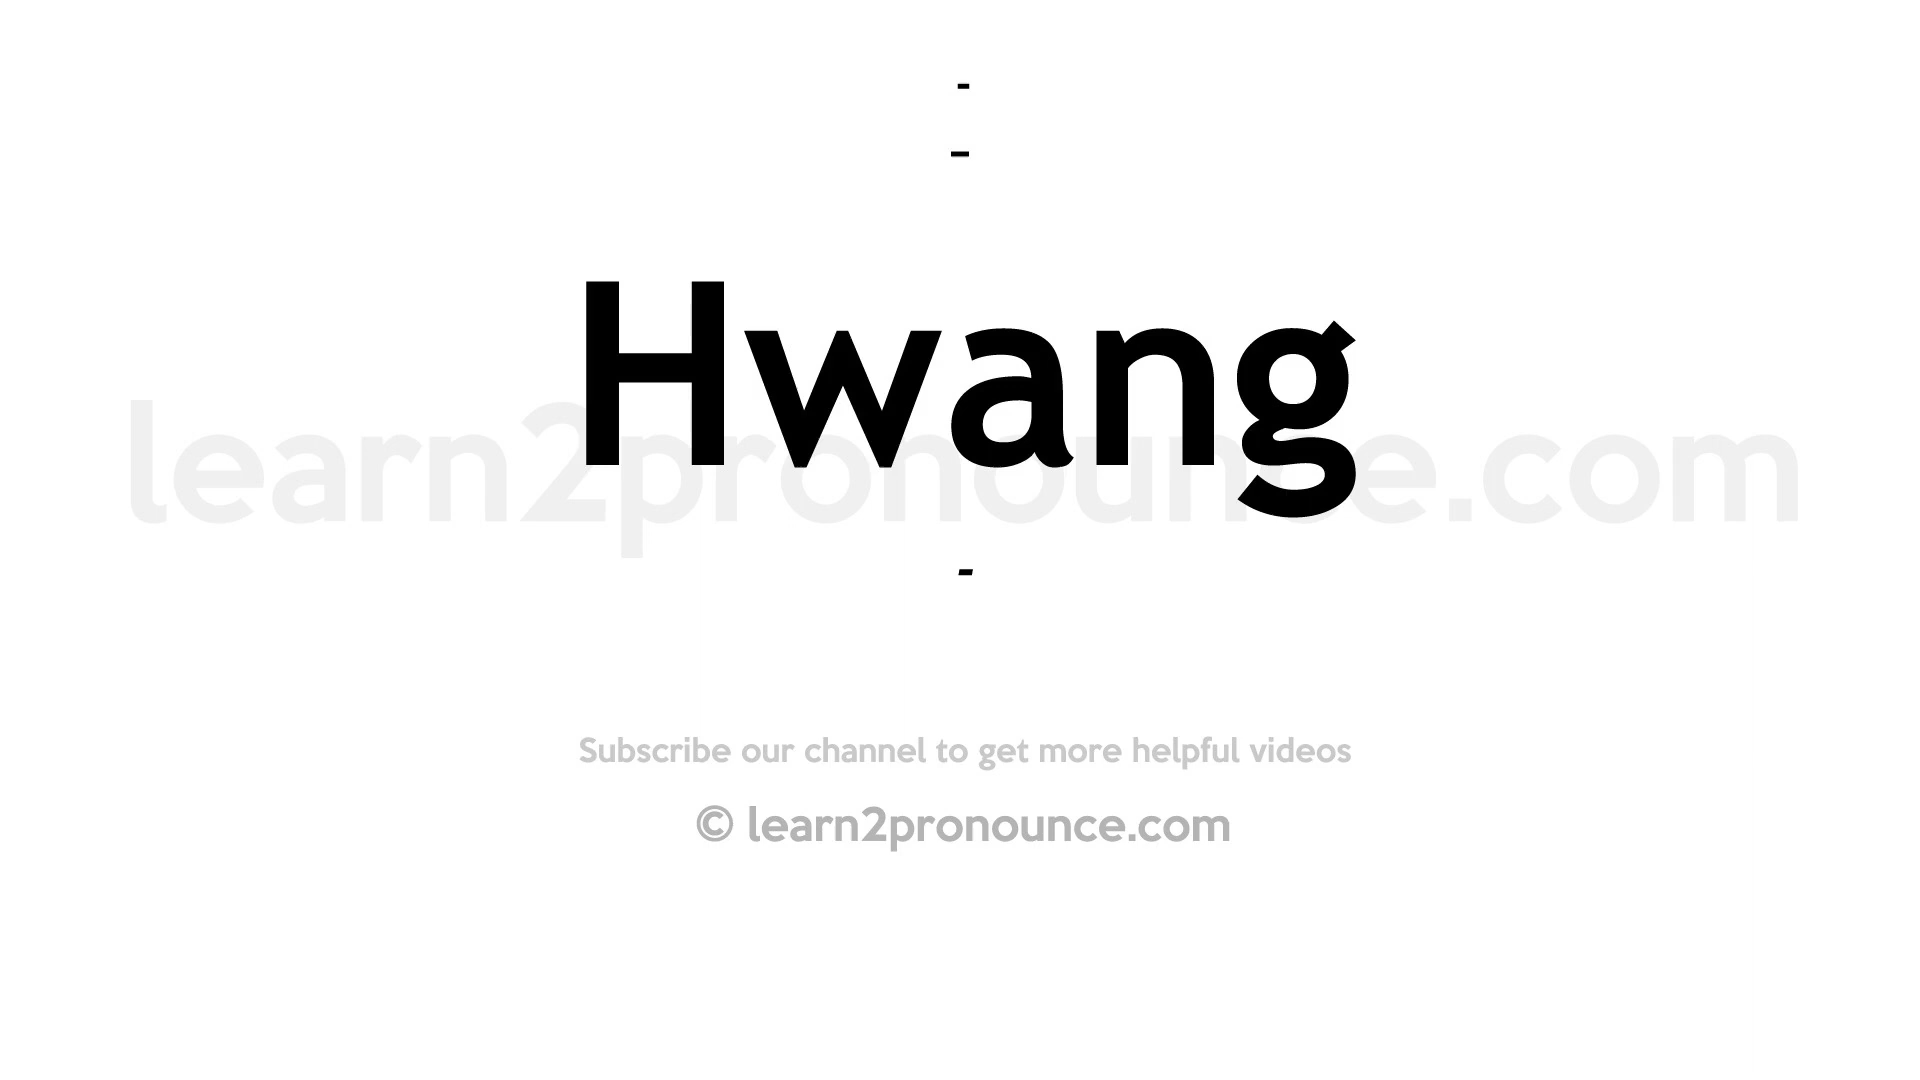 -
-
Hwang
learn2pronounce.com
-
Subscribe our channel to get more helpful videos
© learn2pronounce.com